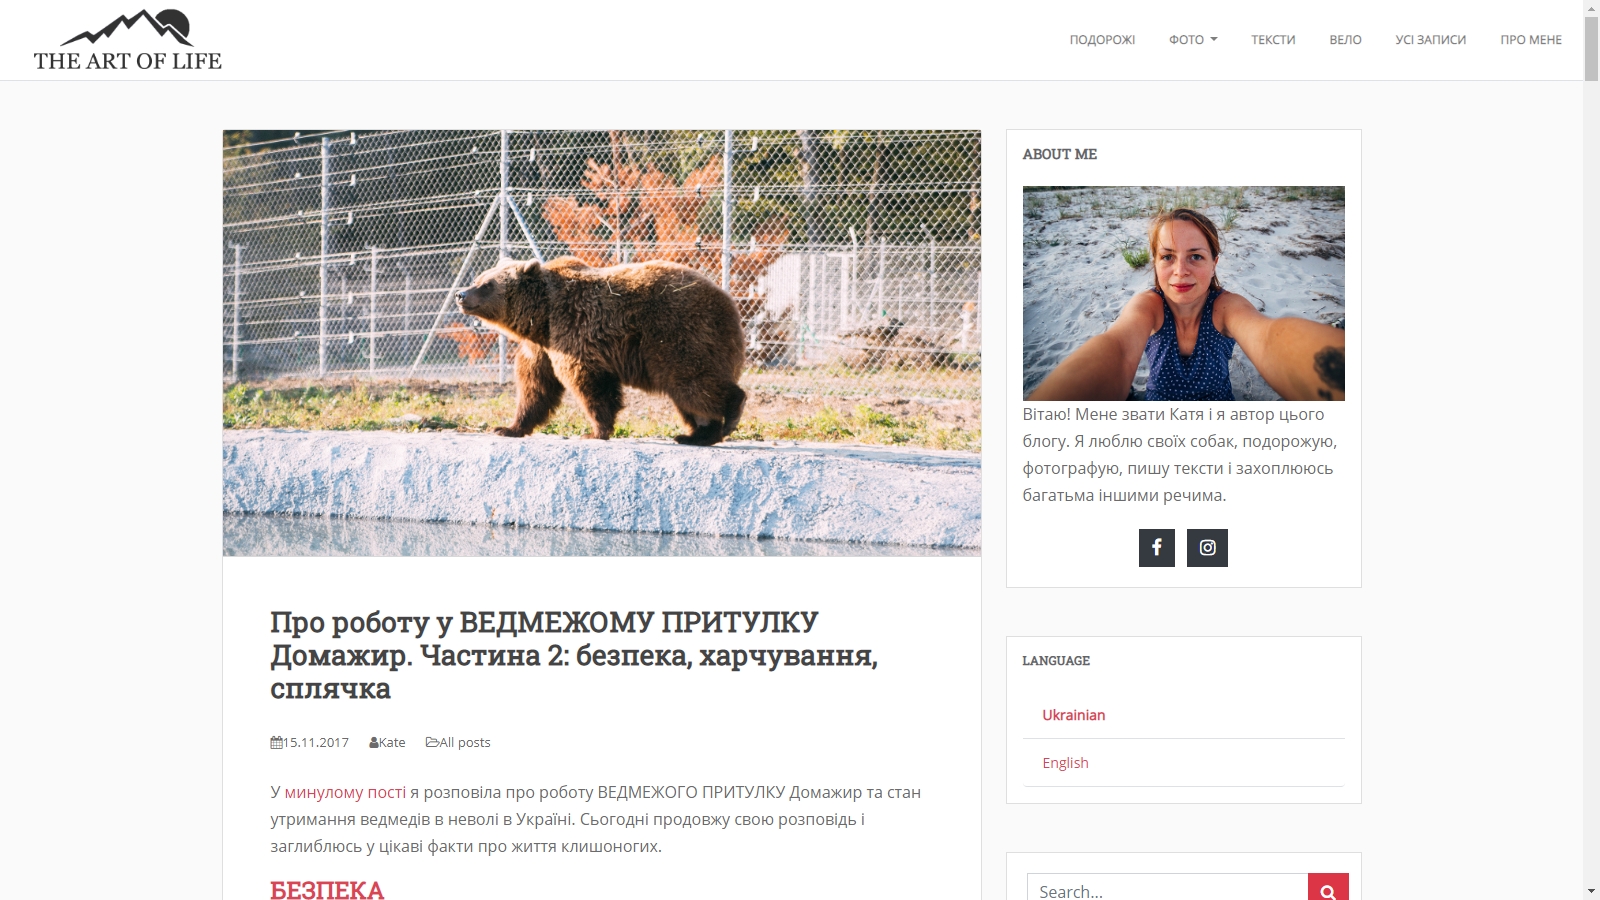 THE ART OF LIFE
ПОДОРОЖІ
ФОТО
ТЕКСТИ
ВЕЛО
УСІ ЗАПИСИ
ПРО МЕНЕ
Про роботу у ВЕДМЕЖОМУ ПРИТУЛКУ
Домажир. Частина 2: безпека, харчування,
сплячка
15.11.2017 Kate All posts
У минулому пості я розповіла про роботу ВЕДМЕЖОГО ПРИТУЛКУ Домажир та стан
утримання ведмедів в неволі в Україні. Сьогодні продовжу свою розповідь і
заглиблюсь у цікаві факти про життя клишоногих.
БЕЗПЕКА
ABOUT ME
Вітаю! Мене звати Катя і я автор цього
блогу. Я люблю своїх собак, подорожую,
фотографую, пишу тексти і захоплююсь
багатьма іншими речима.
LANGUAGE
Ukrainian
English
Search...